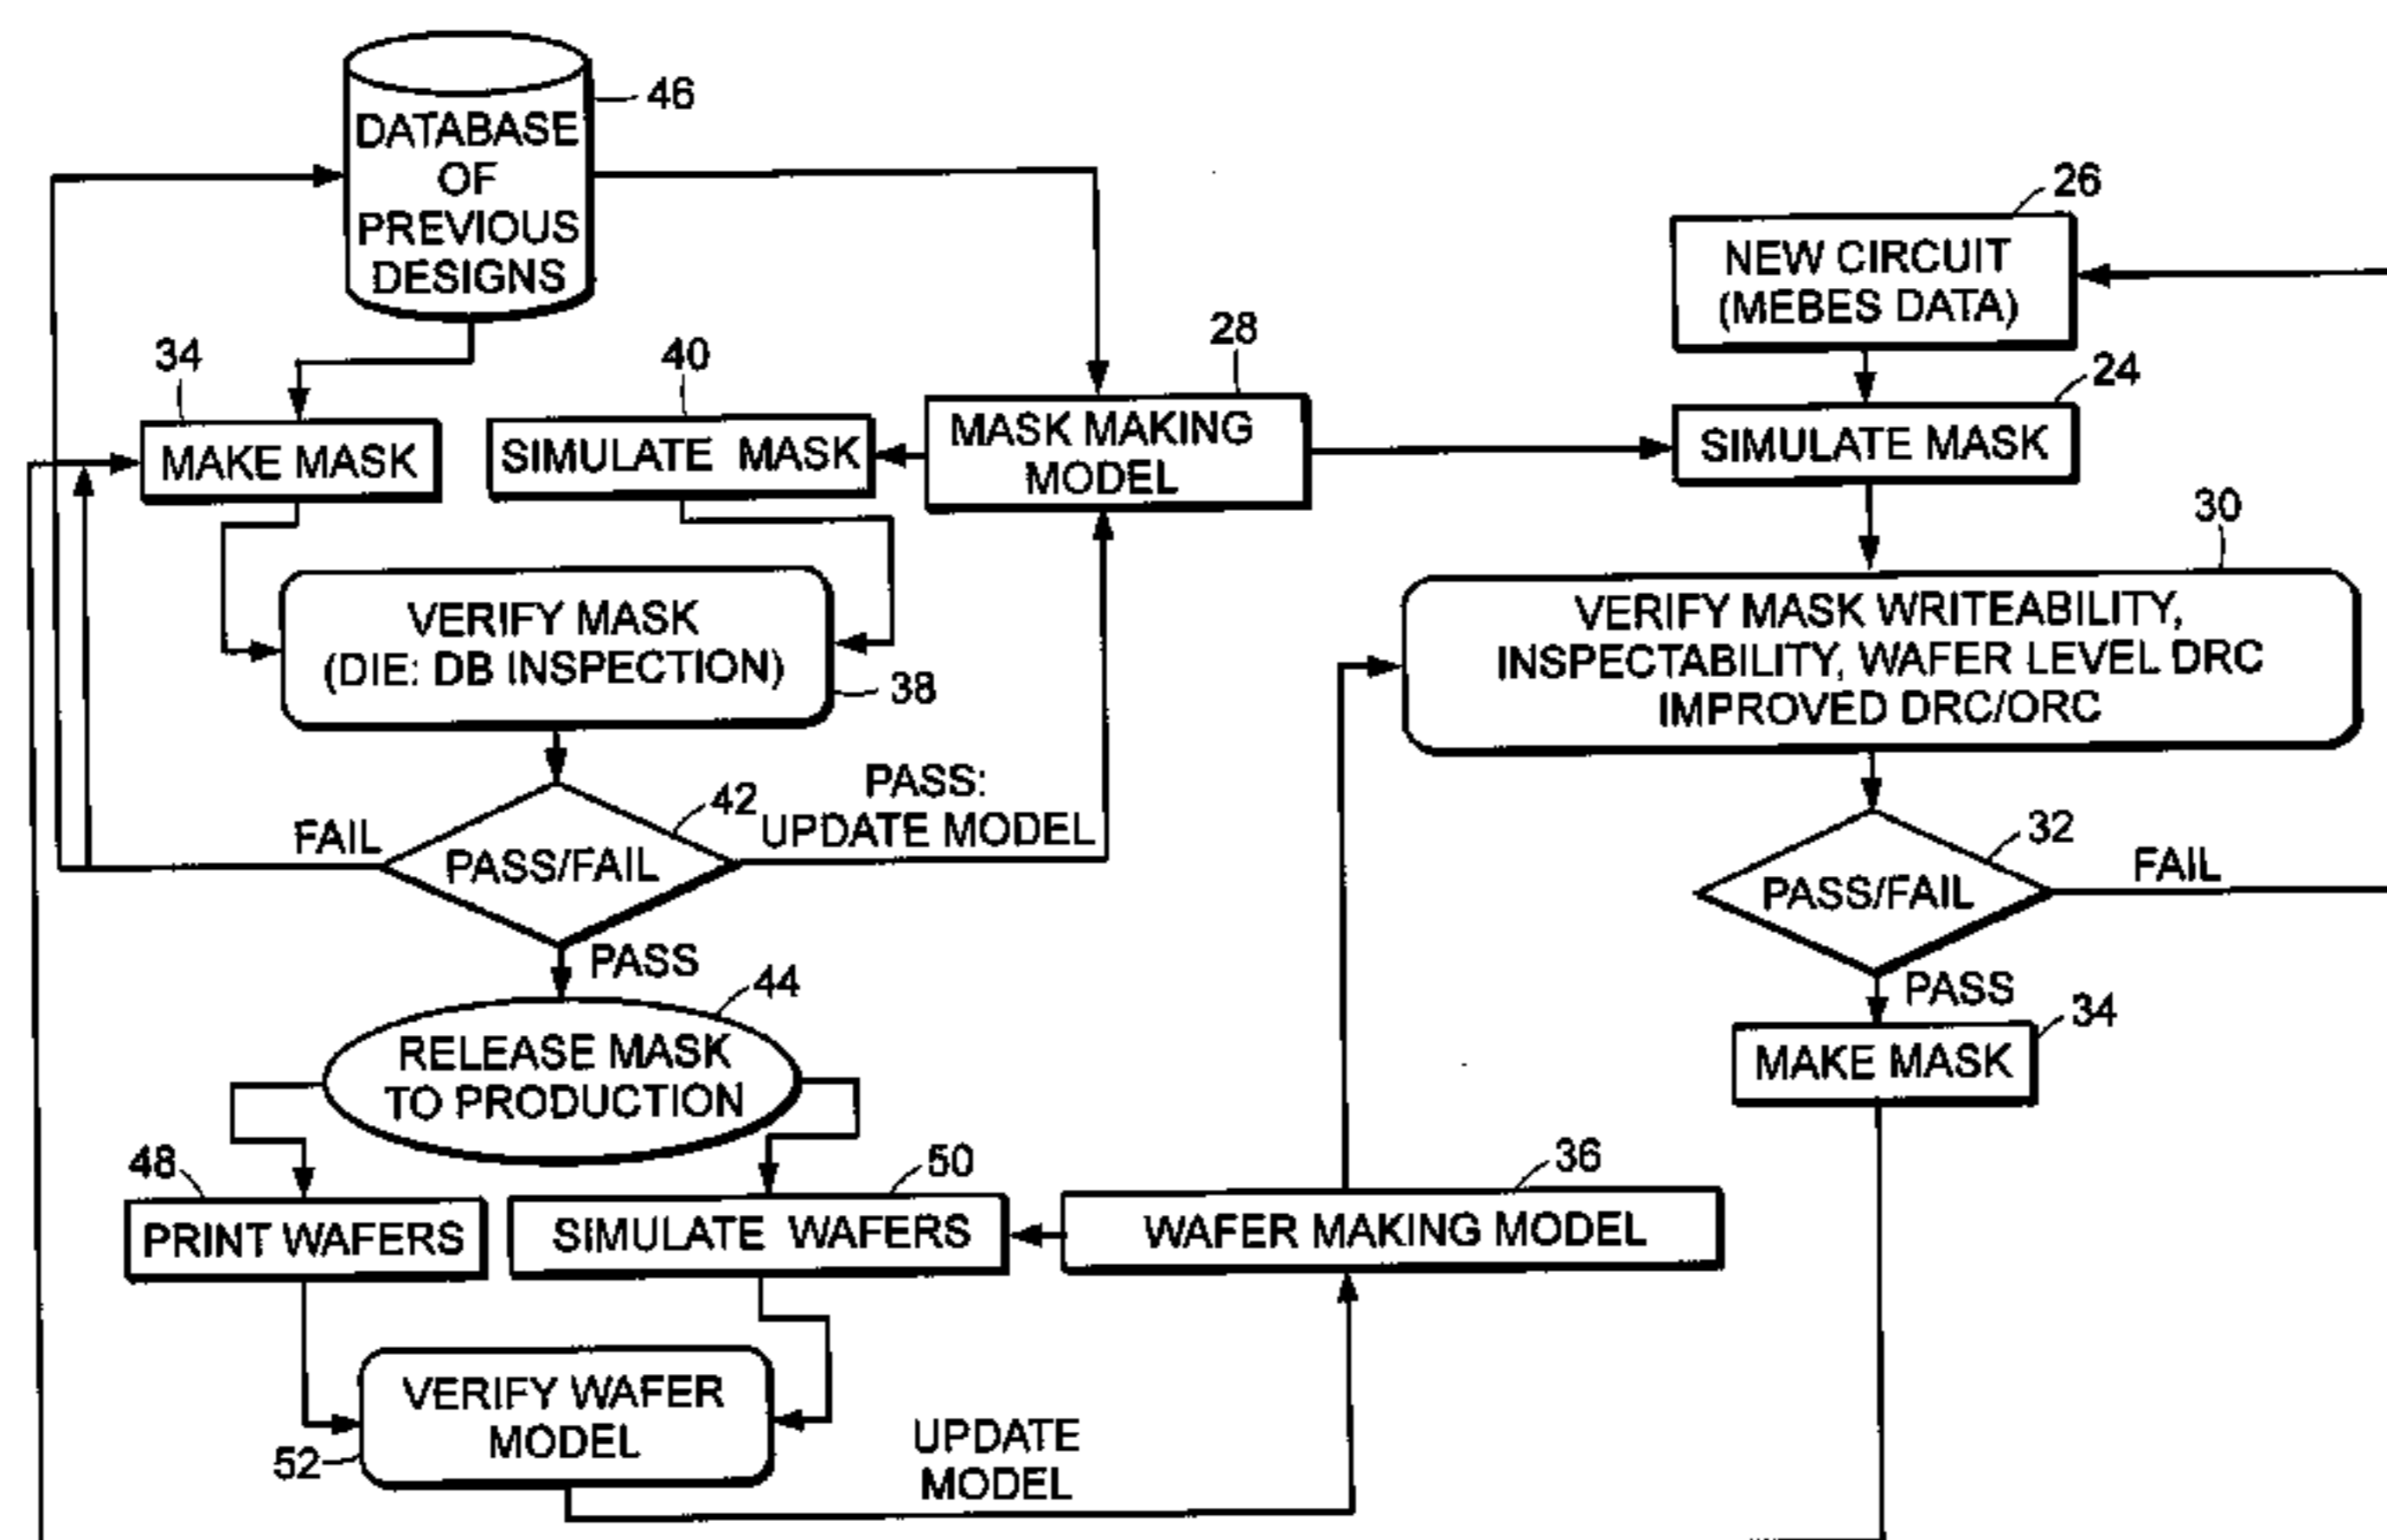 46
DATABASE
OF
PREVIOUS
DESIGNS
26
NEW CIRCUIT
(MEBES DATA)
34
MAKE MASK
40
SIMULATE MASK
28
MASK MAKING
MODEL
24
SIMULATE MASK
VERIFY MASK
(DIE: DB INSPECTION)
38
30
VERIFY MASK WRITEABILITY,
INSPECTABILITY, WAFER LEVEL DRC
IMPROVED DRC/ORC
FAIL
42
PASS/FAIL
PASS:
UPDATE MODEL
32
PASS/FAIL
FAIL
PASS
44
RELEASE MASK
TO PRODUCTION
PASS
34
MAKE MASK
48
PRINT WAFERS
50
SIMULATE WAFERS
36
WAFER MAKING MODEL
VERIFY WAFER
MODEL
52
UPDATE
MODEL